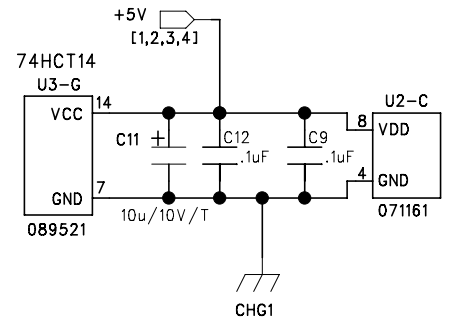 +5V
[1,2,3,4]
74HCT14
U3-G
U2-C
14
VCC
8
VDD
C11
+
C12
.1uF
C9
.1uF
4
GND
7
GND
10u/10V/T
071161
089521
CHG1